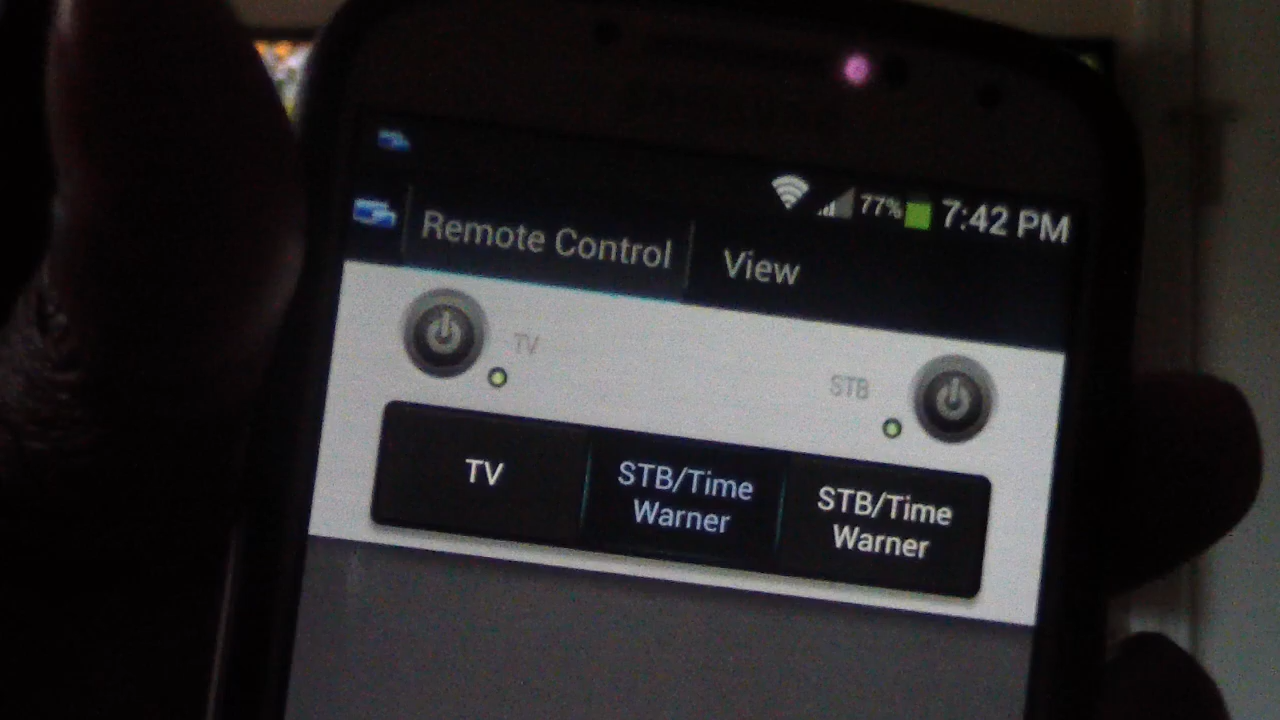 77% 7:42 PM
Remote Control View
TV
STB
TV
STB/Time
Warner
STB/Time
Warner